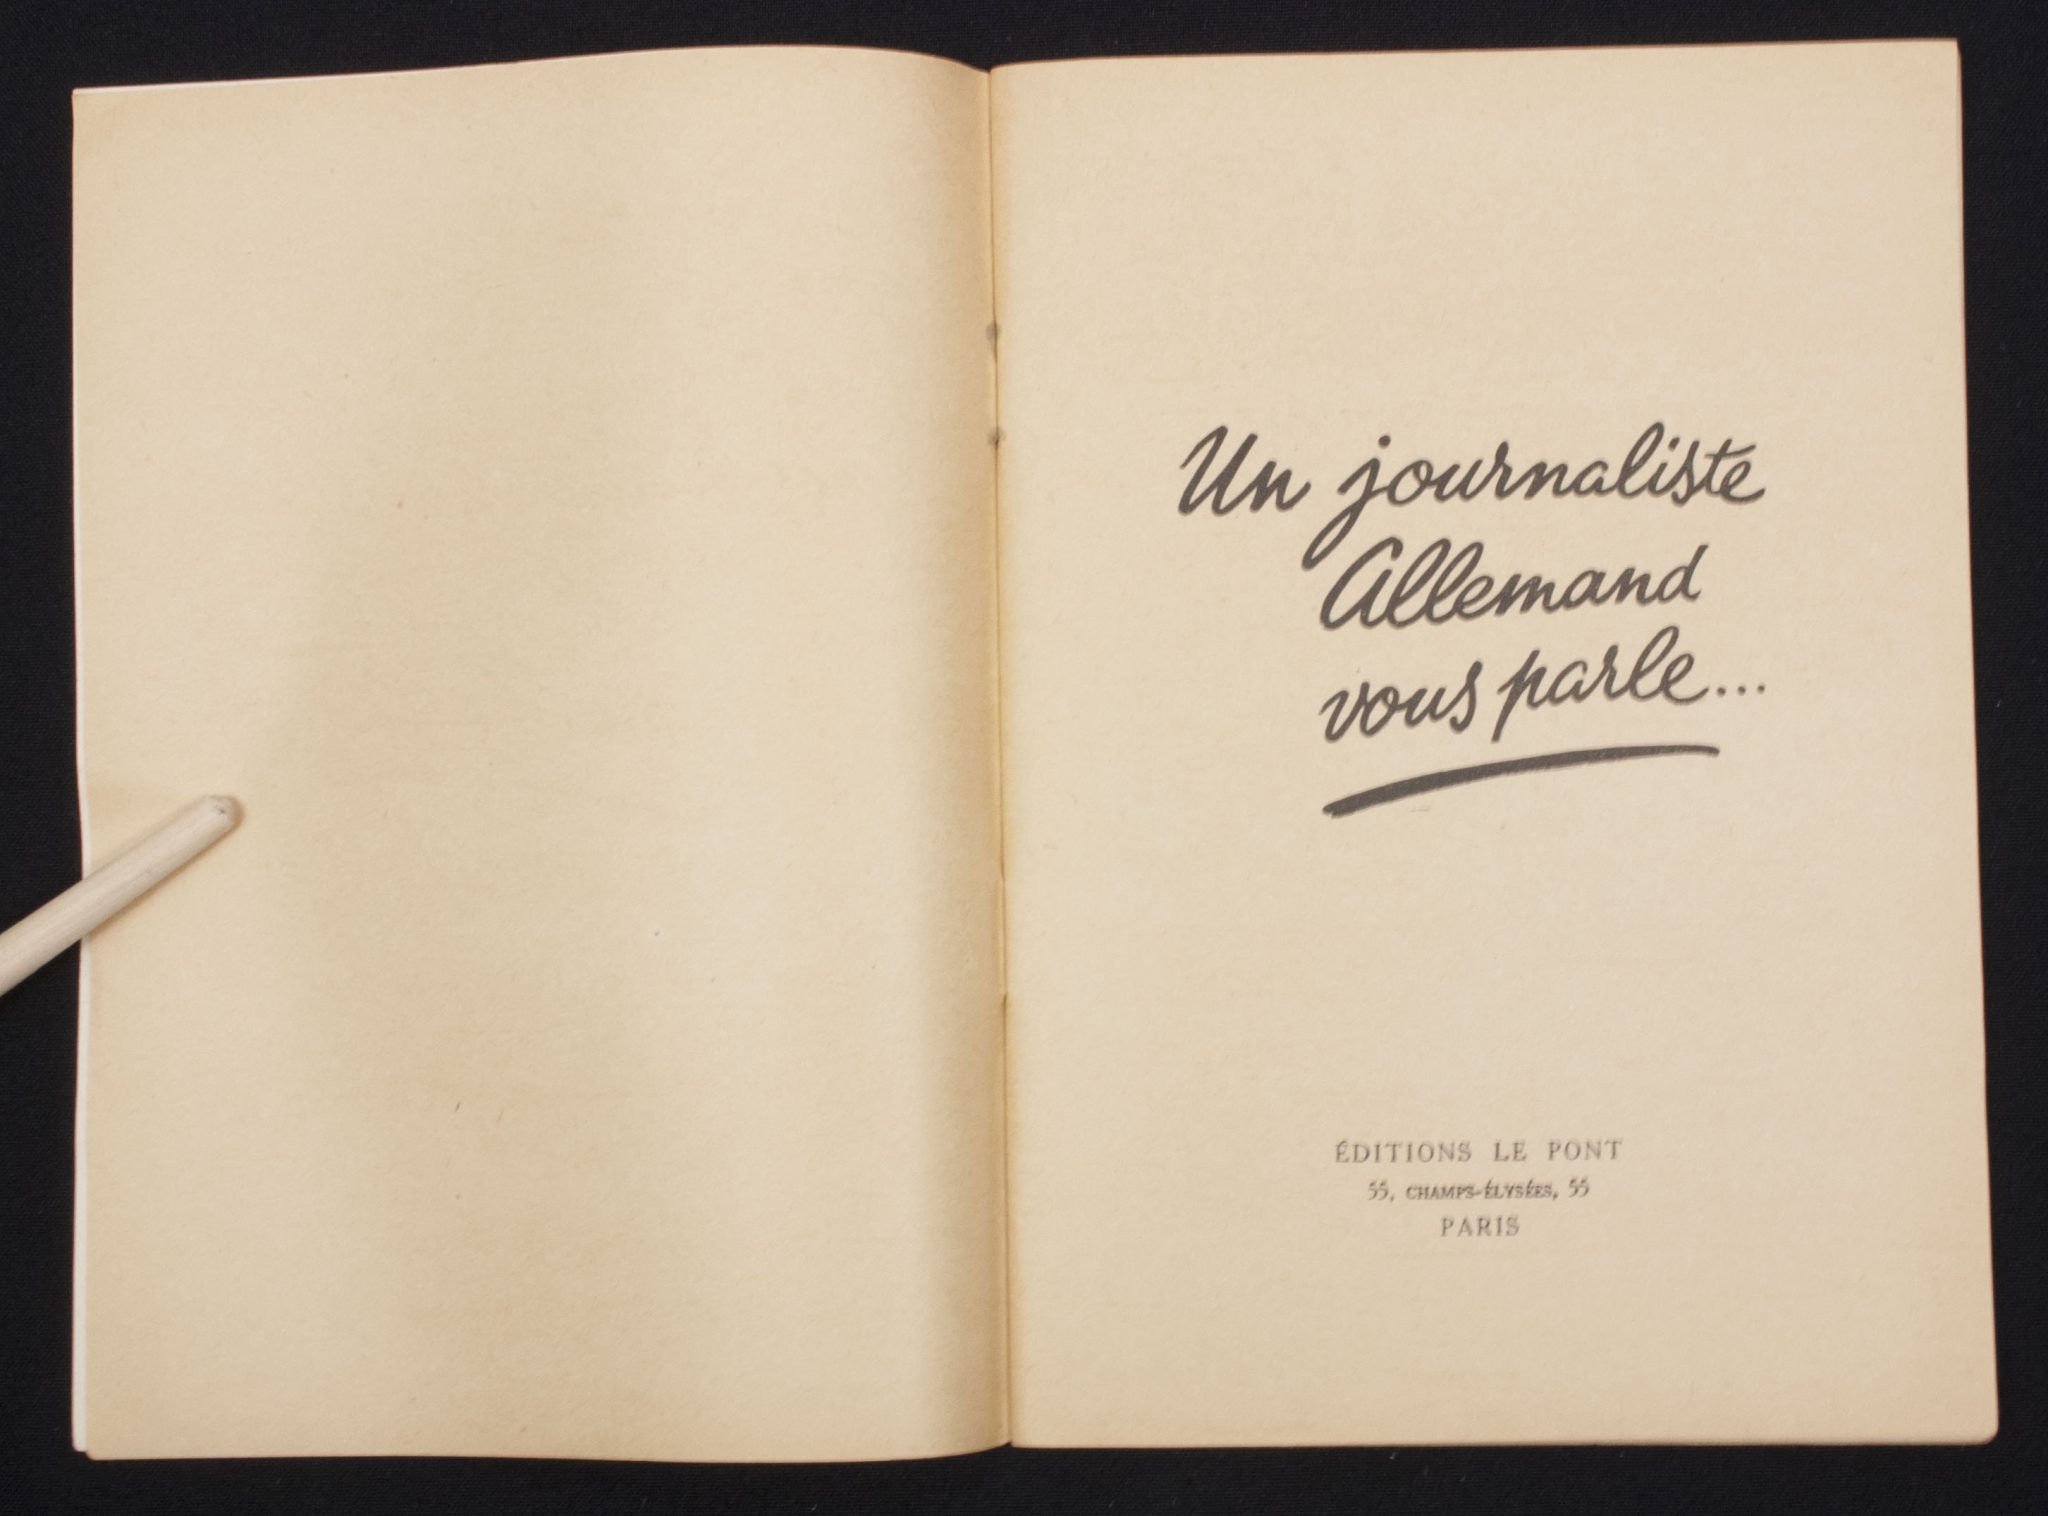 Un journaliste
Allemand
vous parle...
ÉDITIONS LE PONT
55, CHAMPS-ÉLYSÉES, 55
PARIS